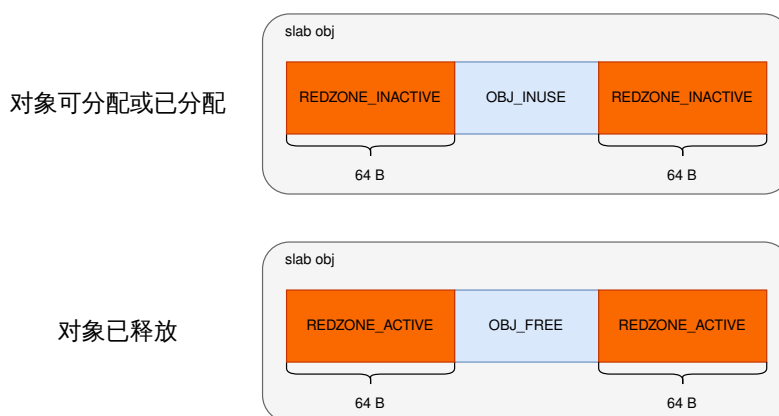 slab obj
对象可分配或已分配
REDZONE_INACTIVE OBJ_INUSE REDZONE_INACTIVE
64 B 64 B
slab obj
对象已释放
REDZONE_ACTIVE OBJ_FREE REDZONE_ACTIVE
64 B 64 B